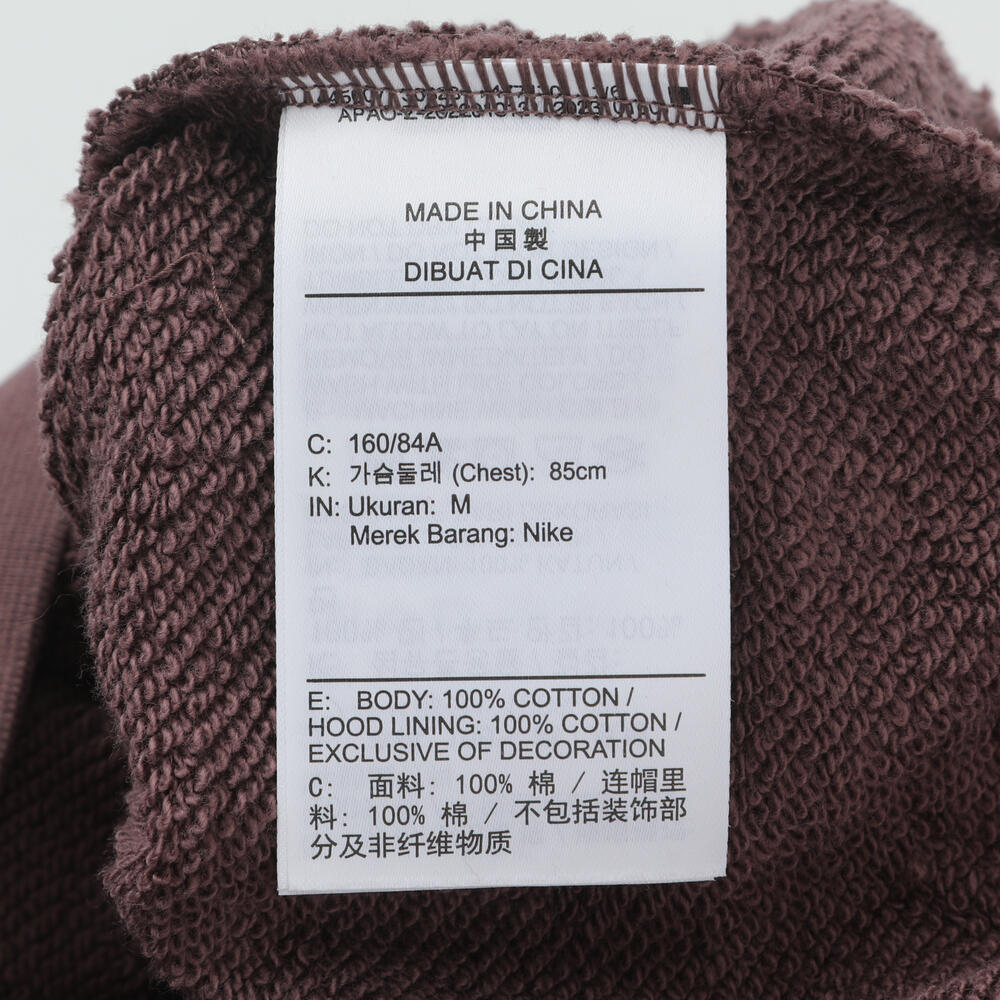 MADE IN CHINA
中国製
DIBUAT DI CINA
C: 160/84A
K: 가슴둘레 (Chest): 85cm
IN: Ukuran: M
Merek Barang: Nike
E: BODY: 100% COTTON /
HOOD LINING: 100% COTTON /
EXCLUSIVE OF DECORATION
C: 面料: 100% 棉 / 连帽里
料: 100% 棉 / 不包括装饰部
分及非纤维物质